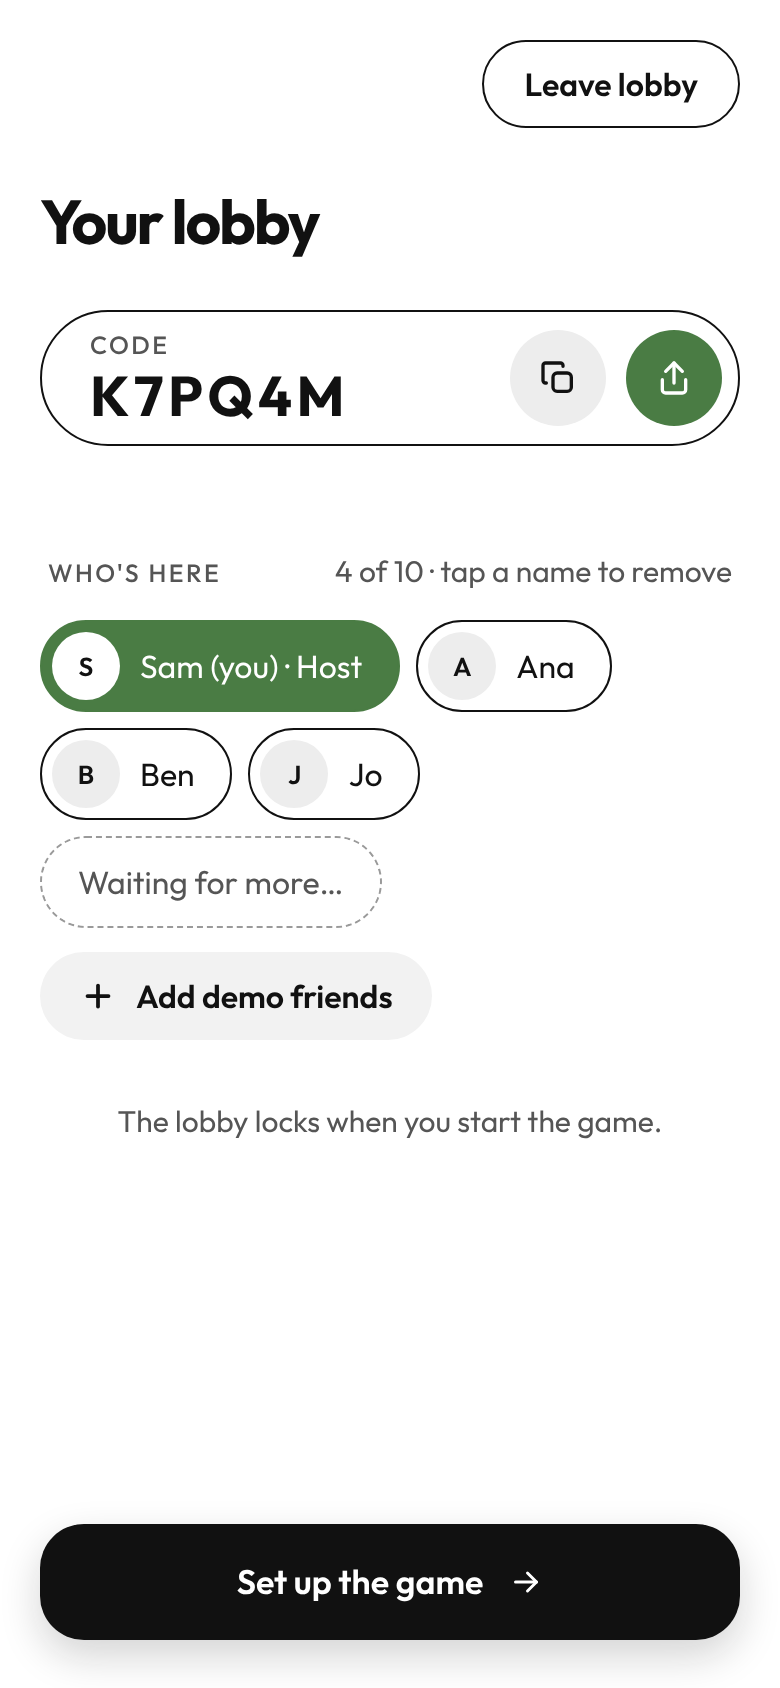 Leave lobby
Your lobby
CODE
K7PQ4M
WHO'S HERE
4 of 10 · tap a name to remove
S Sam (you) · Host
A Ana
B Ben
J Jo
Waiting for more...
Add demo friends
The lobby locks when you start the game.
Set up the game →